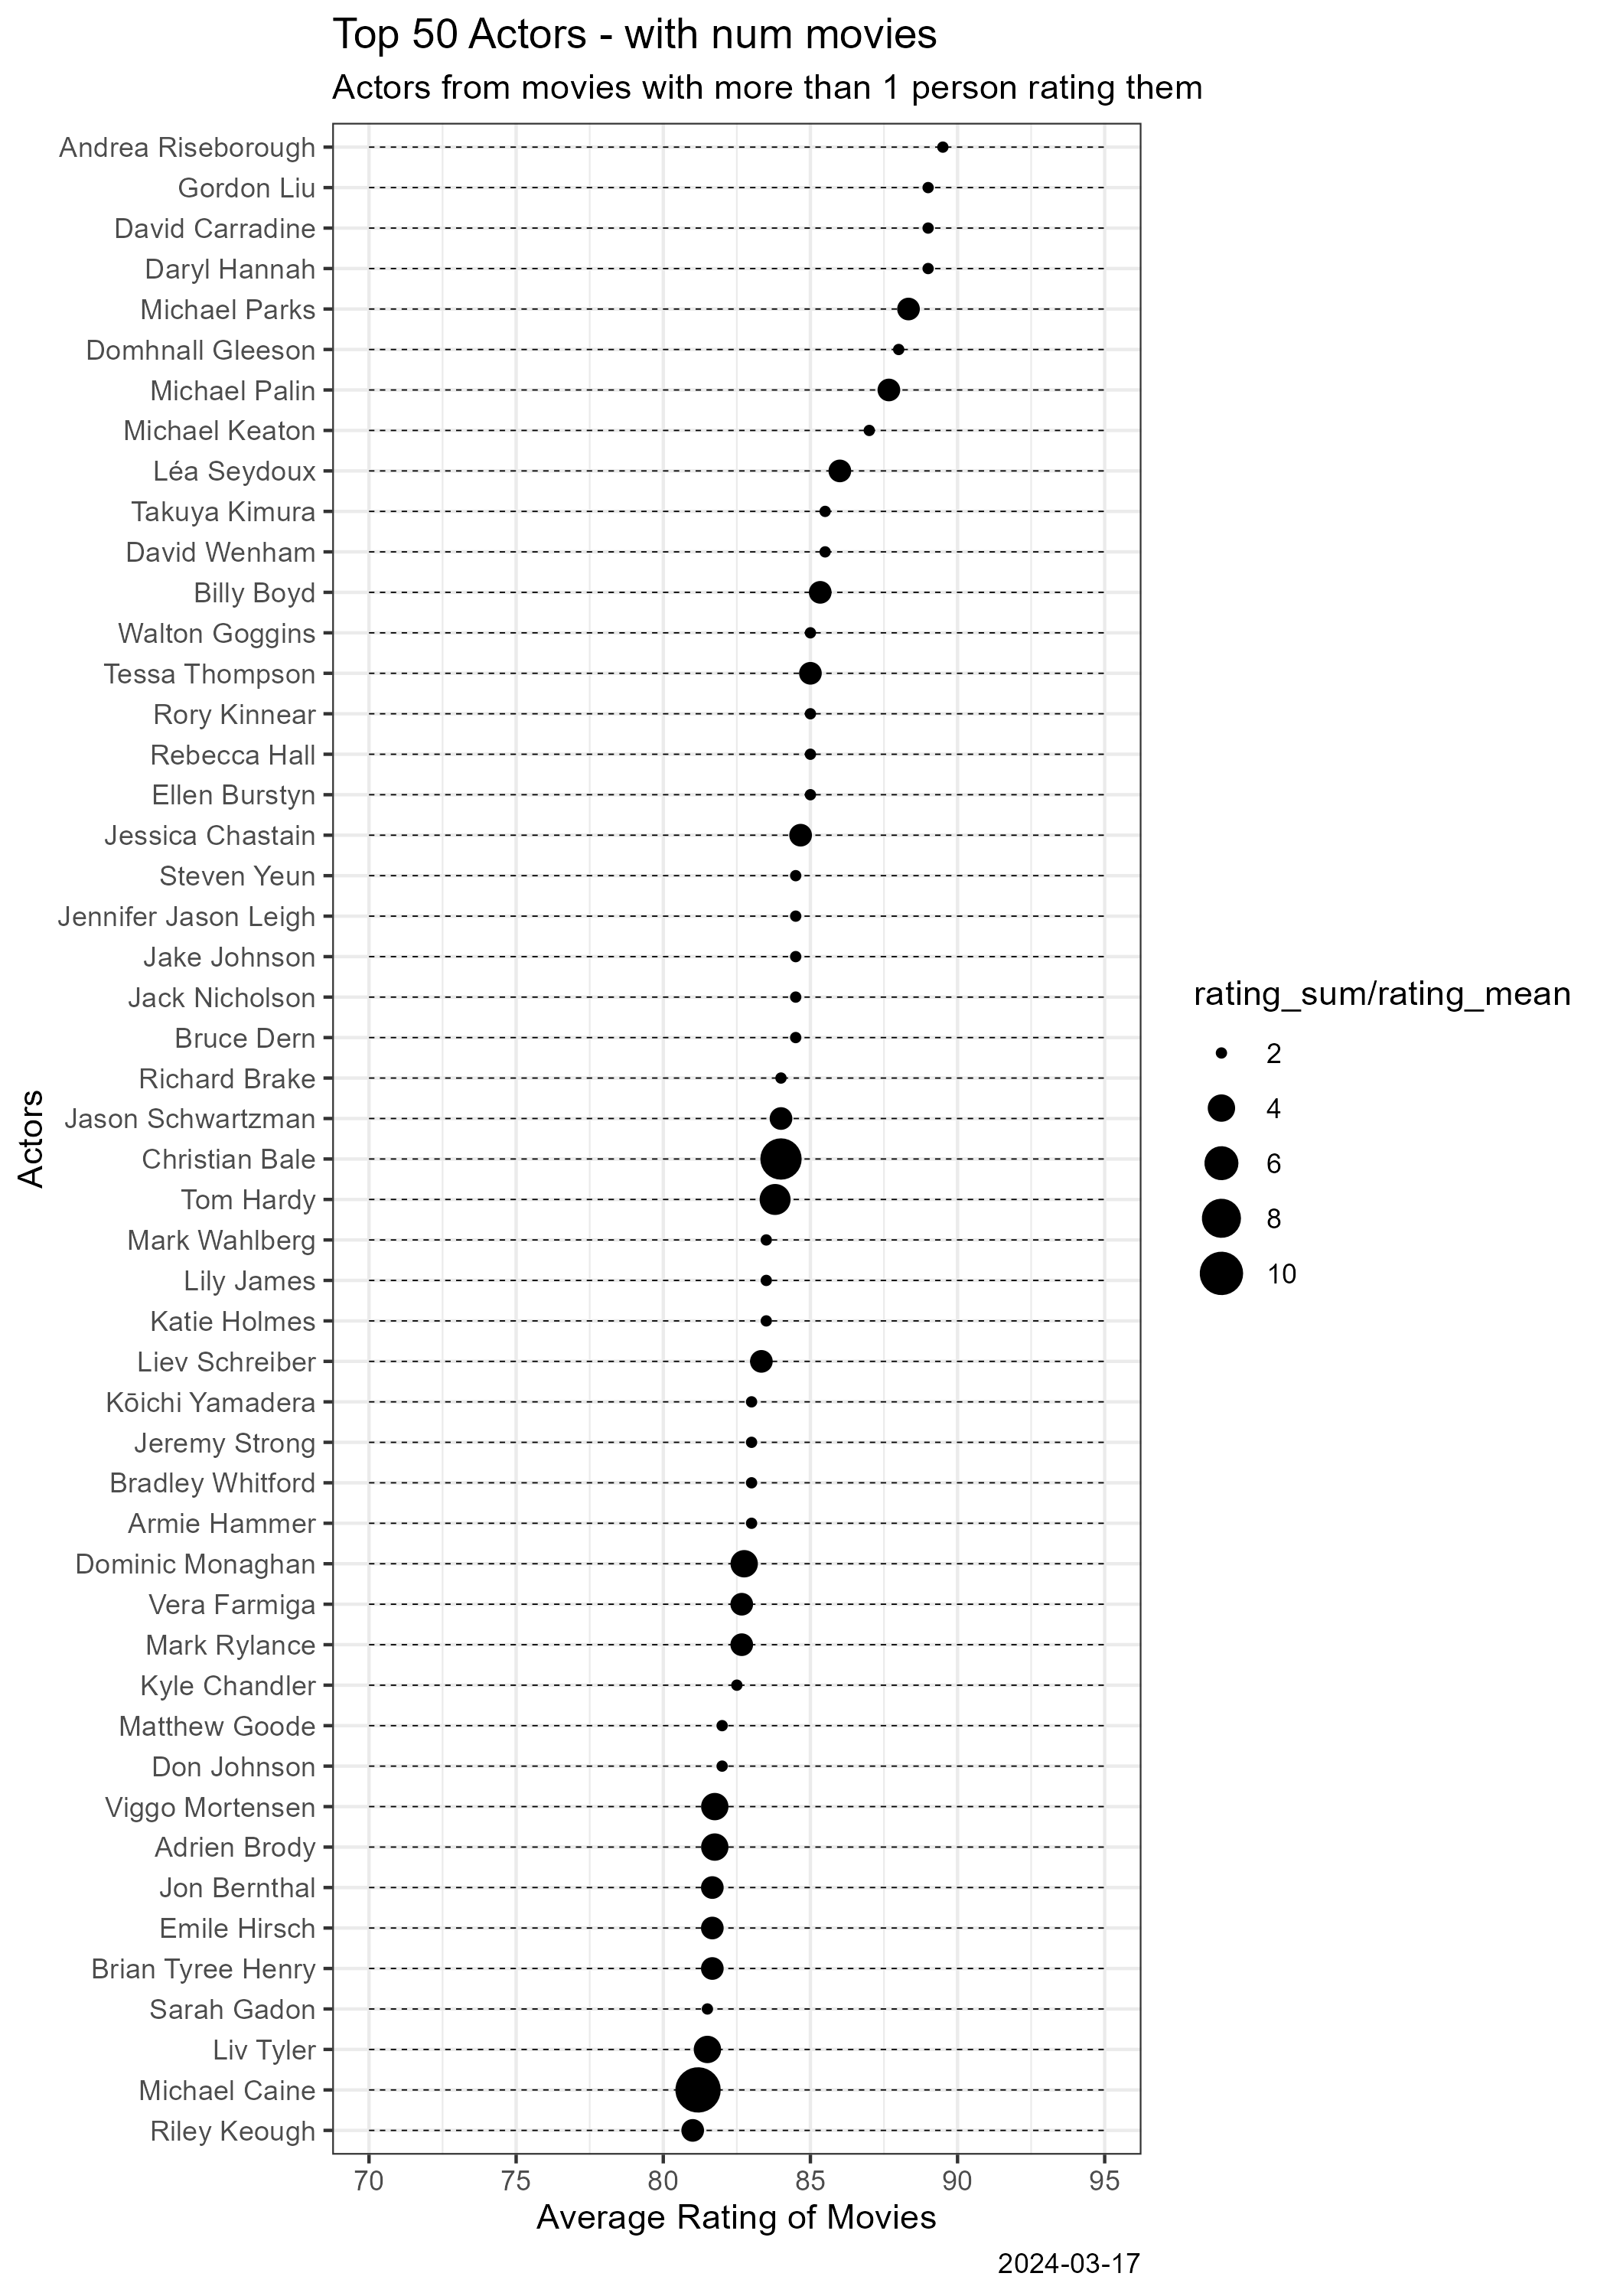 Top 50 Actors - with num movies
Actors from movies with more than 1 person rating them
Andrea Riseborough
Gordon Liu
David Carradine
Daryl Hannah
Michael Parks
Domhnall Gleeson
Michael Palin
Michael Keaton
Léa Seydoux
Takuya Kimura
David Wenham
Billy Boyd
Walton Goggins
Tessa Thompson
Rory Kinnear
Rebecca Hall
Ellen Burstyn
Jessica Chastain
Steven Yeun
Jennifer Jason Leigh
Jake Johnson
Jack Nicholson
Bruce Dern
Richard Brake
Jason Schwartzman
Christian Bale
Tom Hardy
Mark Wahlberg
Lily James
Katie Holmes
Liev Schreiber
Kōichi Yamadera
Jeremy Strong
Bradley Whitford
Armie Hammer
Dominic Monaghan
Vera Farmiga
Mark Rylance
Kyle Chandler
Matthew Goode
Don Johnson
Viggo Mortensen
Adrien Brody
Jon Bernthal
Emile Hirsch
Brian Tyree Henry
Sarah Gadon
Liv Tyler
Michael Caine
Riley Keough
Actors
70 75 80 85 90 95
Average Rating of Movies
rating_sum/rating_mean
2
4
6
8
10
2024-03-17